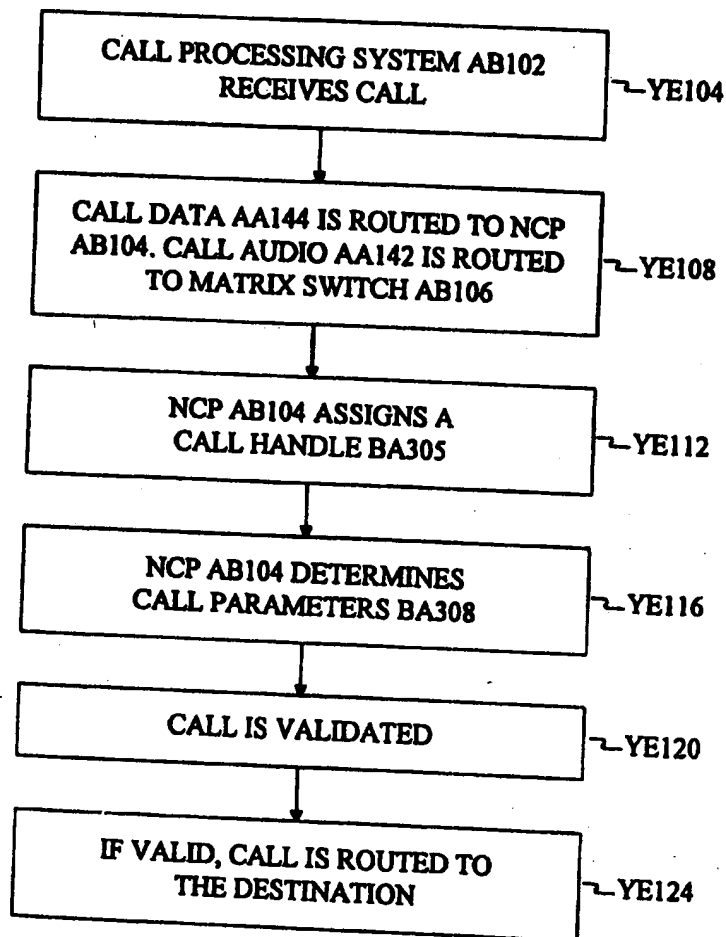 CALL PROCESSING SYSTEM AB102
RECEIVES CALL
YE104
CALL DATA AA144 IS ROUTED TO NCP
AB104. CALL AUDIO AA142 IS ROUTED
TO MATRIX SWITCH AB106
YE108
NCP AB104 ASSIGNS A
CALL HANDLE BA305
YE112
NCP AB104 DETERMINES
CALL PARAMETERS BA308
YE116
CALL IS VALIDATED
YE120
IF VALID, CALL IS ROUTED TO
THE DESTINATION
YE124